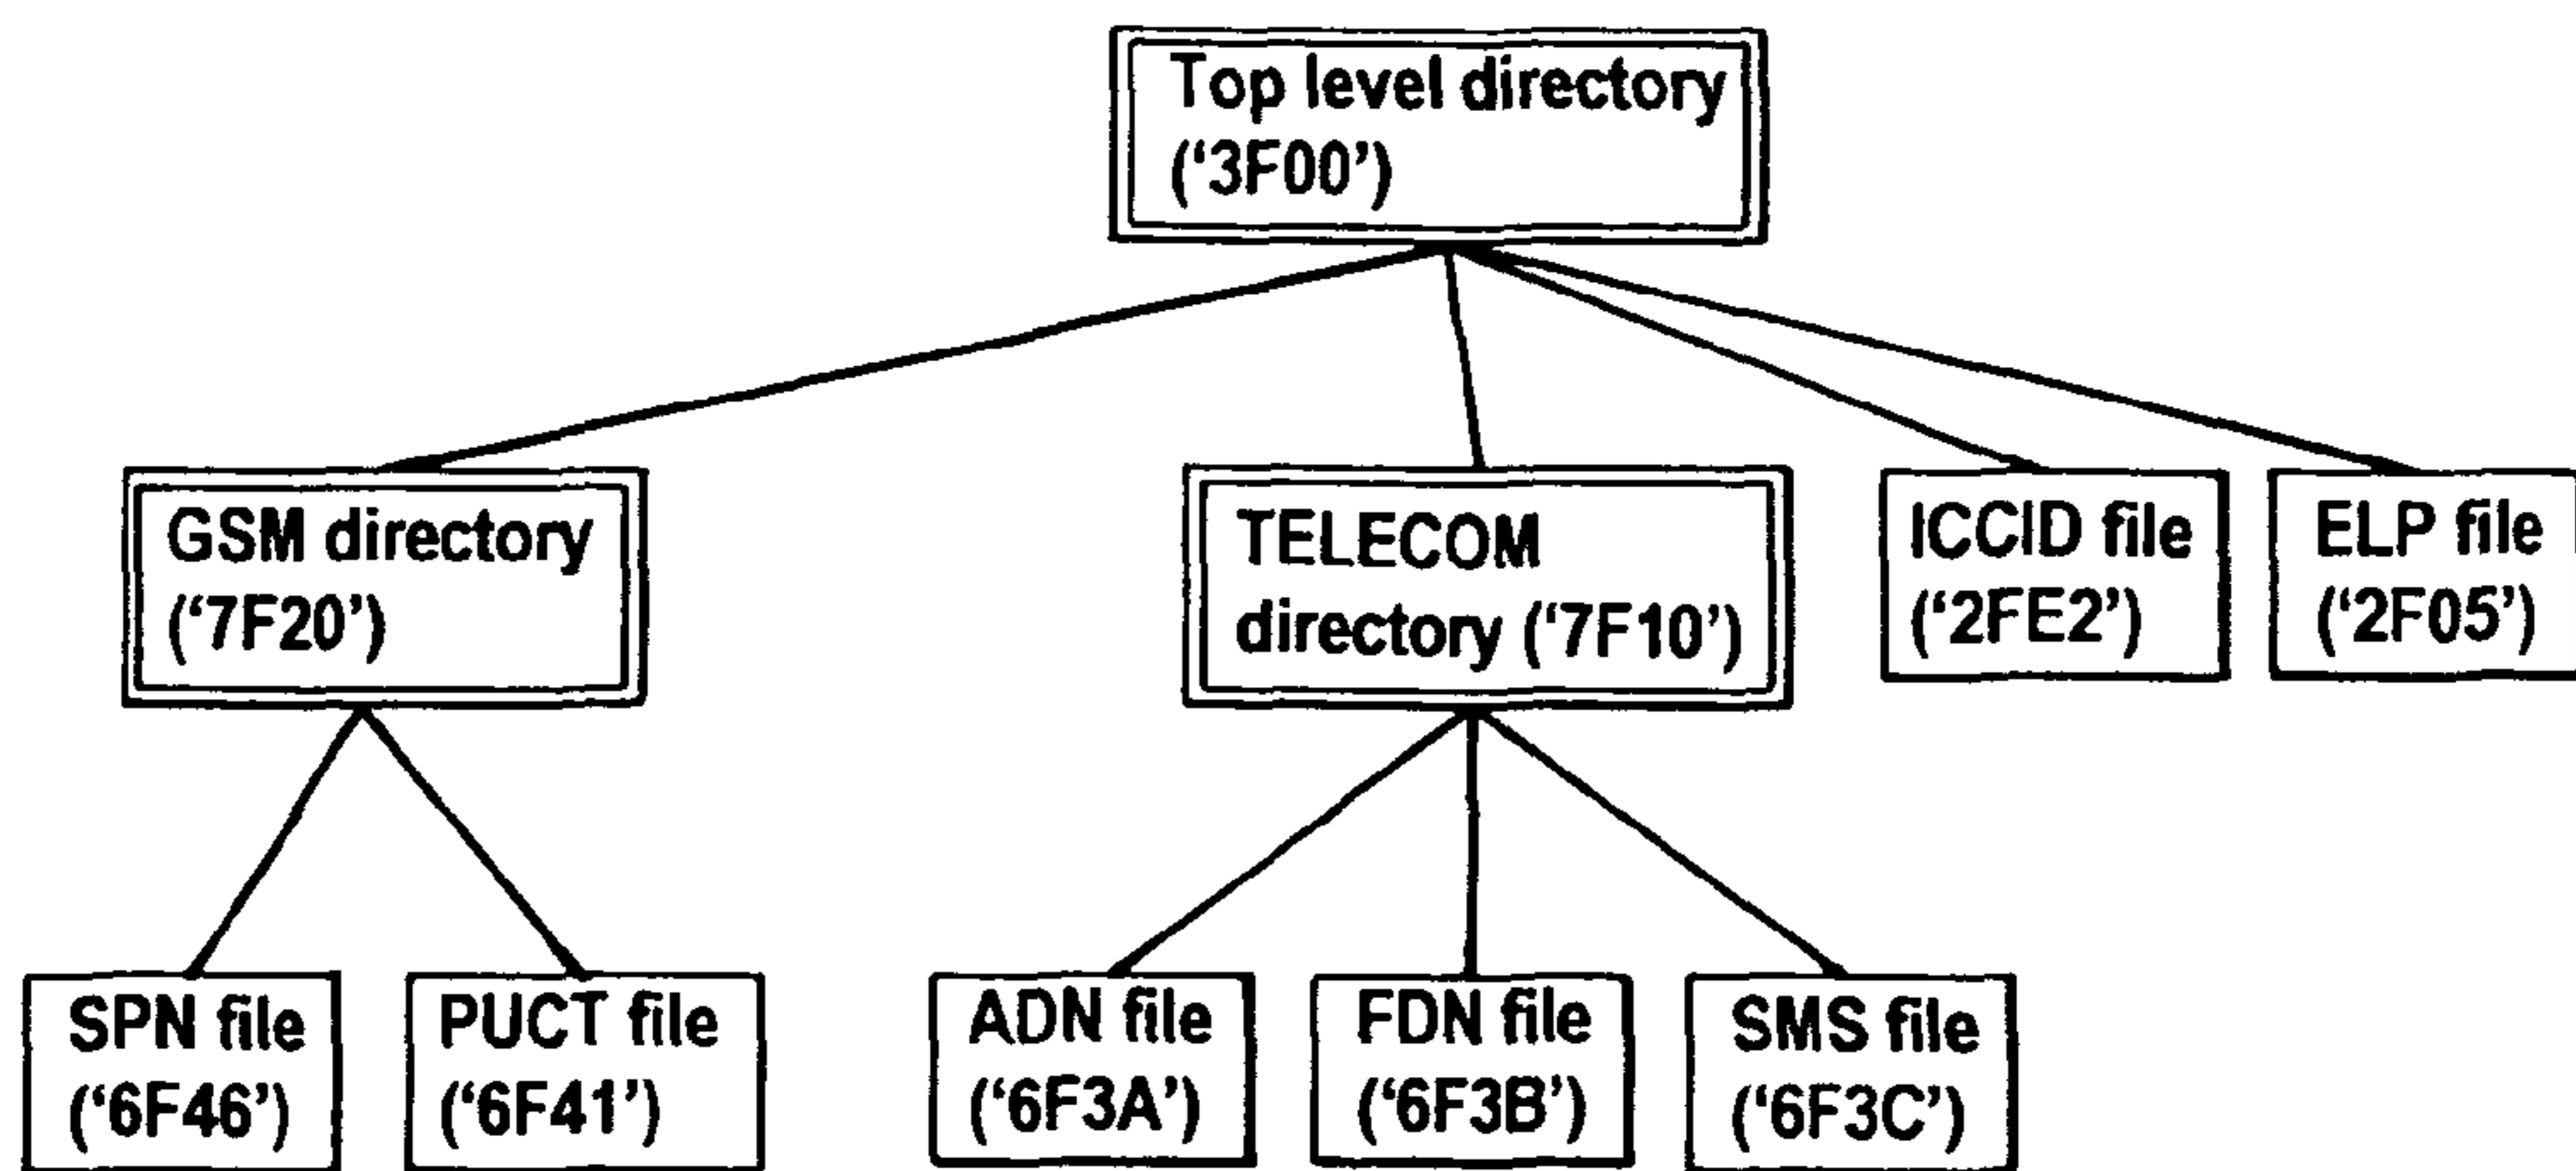 Top level directory
(‘3F00’)
GSM directory
(‘7F20’)
TELECOM
directory (‘7F10’)
ICCID file
(‘2FE2’)
ELP file
(‘2F05’)
SPN file
(‘6F46’)
PUCT file
(‘6F41’)
ADN file
(‘6F3A’)
FDN file
(‘6F3B’)
SMS file
(‘6F3C’)